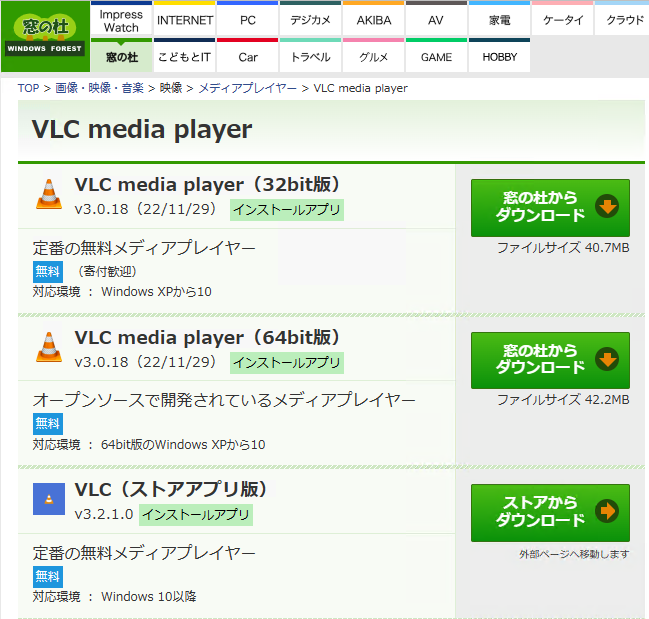 窓の杜
WINDOWS FOREST
Impress Watch
INTERNET
PC
デジカメ
AKIBA
AV
家電
ケータイ
クラウド
窓の杜
こどもとIT
Car
トラベル
グルメ
GAME
HOBBY
TOP > 画像・映像・音楽 > 映像 > メディアプレイヤー > VLC media player
VLC media player
VLC media player（32bit版）
v3.0.18（22/11/29） インストールアプリ
窓の杜から
ダウンロード
ファイルサイズ 40.7MB
定番の無料メディアプレイヤー
無料 （寄付歓迎）
対応環境 ： Windows XPから10
VLC media player（64bit版）
v3.0.18（22/11/29） インストールアプリ
窓の杜から
ダウンロード
ファイルサイズ 42.2MB
オープンソースで開発されているメディアプレイヤー
無料
対応環境 ： 64bit版のWindows XPから10
VLC（ストアアプリ版）
v3.2.1.0 インストールアプリ
ストアから
ダウンロード
外部ページへ移動します
定番の無料メディアプレイヤー
無料
対応環境 ： Windows 10以降